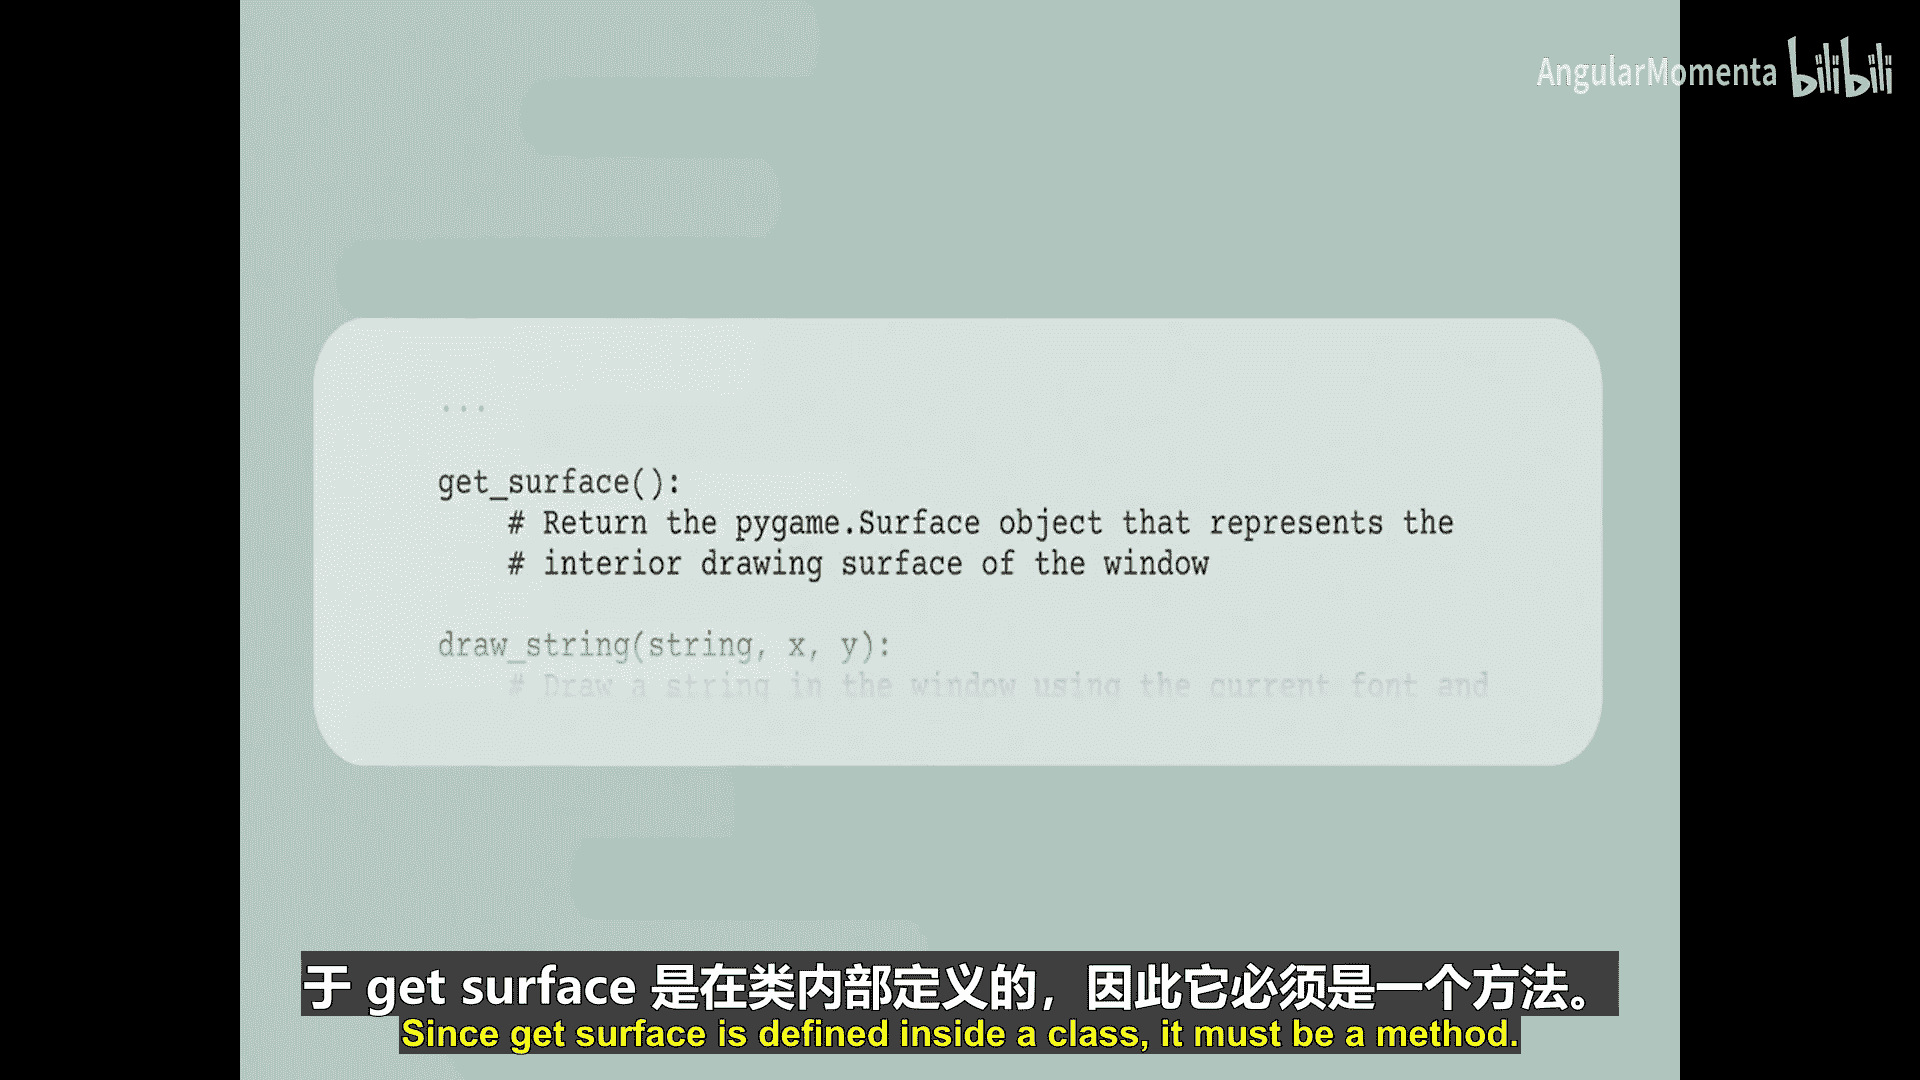 AngularMomenta bilibili
...
get_surface():
# Return the pygame.Surface object that represents the
# interior drawing surface of the window
draw_string(string, x, y):
# Draw a string in the window using the current font and
于 get surface 是在类内部定义的，因此它必须是一个方法。
Since get surface is defined inside a class, it must be a method.